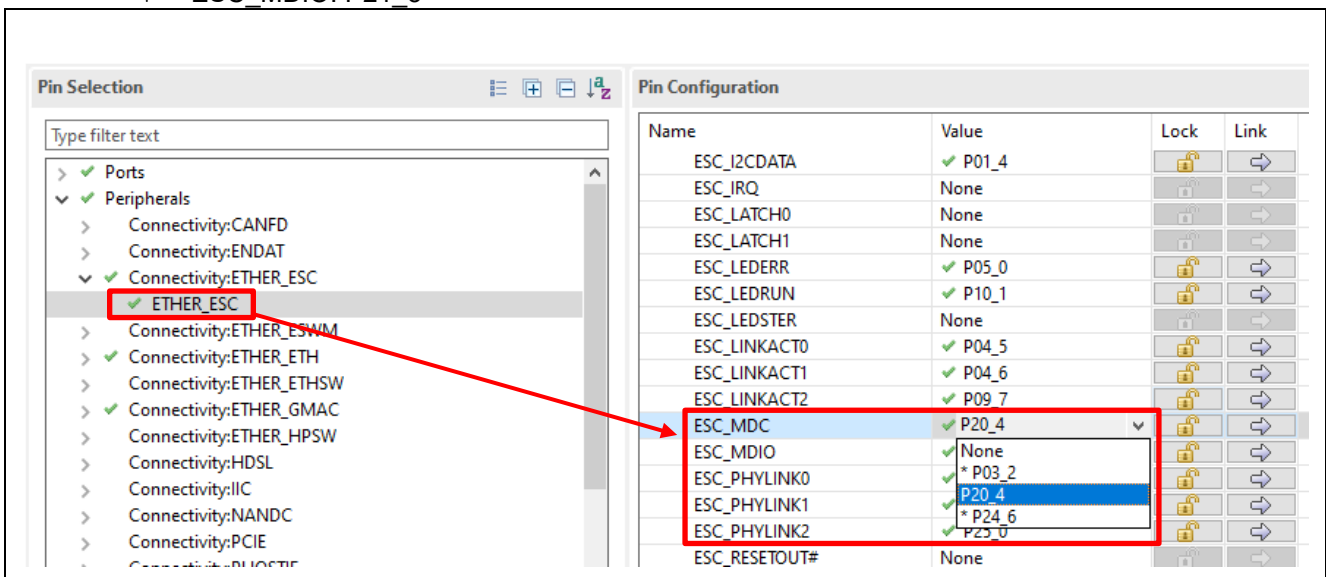 Pin Selection
Pin Configuration
Type filter text
Ports
Peripherals
Connectivity:CANFD
Connectivity:ENDAT
Connectivity:ETHER_ESC
ETHER_ESC
Connectivity:ETHER_ESWM
Connectivity:ETHER_ETH
Connectivity:ETHER_ETHSW
Connectivity:ETHER_GMAC
Connectivity:ETHER_HPSW
Connectivity:HDSL
Connectivity:IIC
Connectivity:NANDC
Connectivity:PCIE
Name Value Lock Link
ESC_I2CDATA P01_4
ESC_IRQ None
ESC_LATCH0 None
ESC_LATCH1 None
ESC_LEDERR P05_0
ESC_LEDRUN P10_1
ESC_LEDSTER None
ESC_LINKACT0 P04_5
ESC_LINKACT1 P04_6
ESC_LINKACT2 P09_7
ESC_MDC P20_4
ESC_MDIO None
ESC_PHYLINK0 * P03_2
ESC_PHYLINK1 P20_4
* P24_6
ESC_PHYLINK2 P25_0
ESC_RESETOUT# None